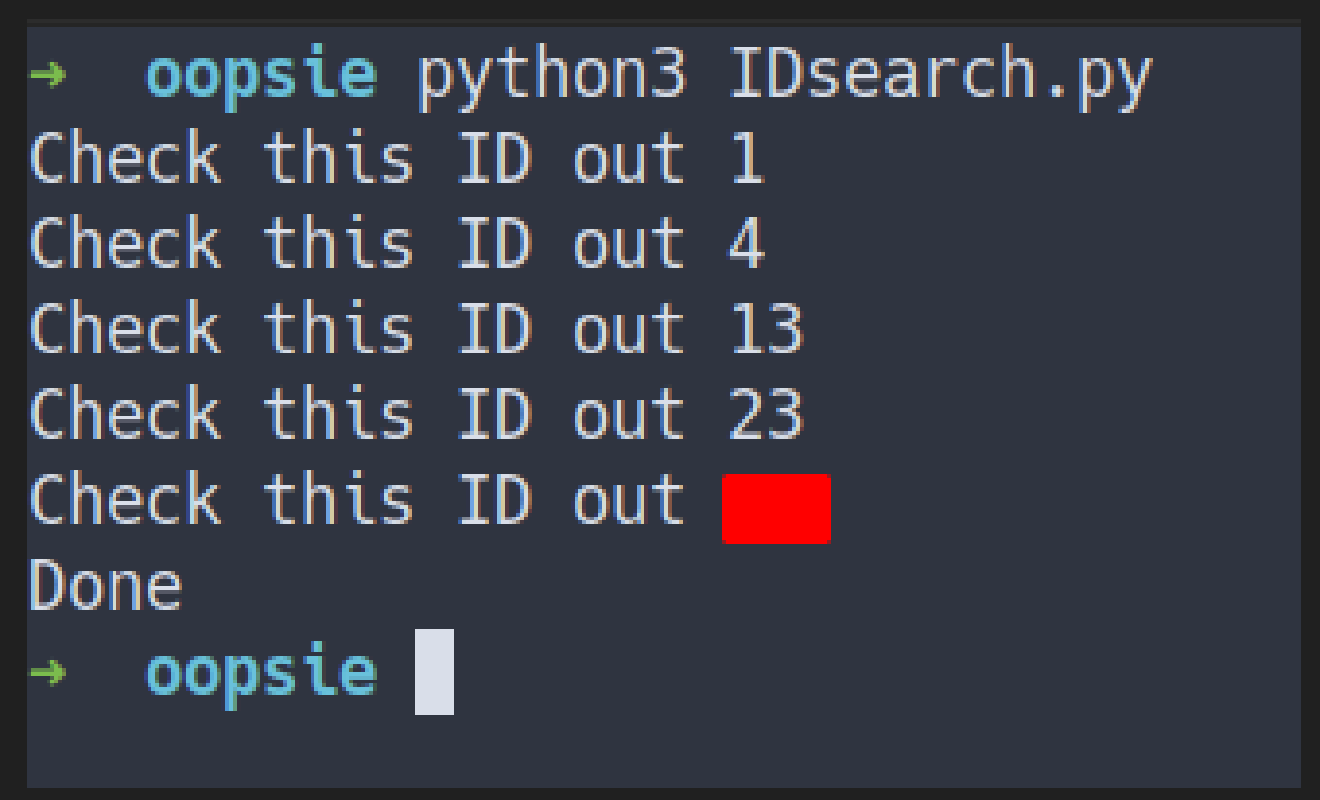 → oopsie python3 IDsearch.py
Check this ID out 1
Check this ID out 4
Check this ID out 13
Check this ID out 23
Check this ID out
Done
→ oopsie